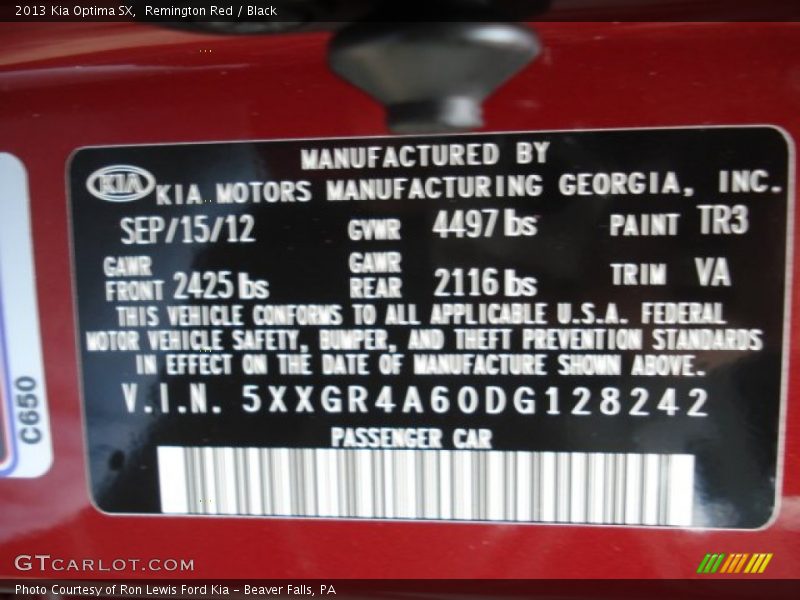 2013 Kia Optima SX, Remington Red / Black
MANUFACTURED BY
KIA KIA MOTORS MANUFACTURING GEORGIA, INC.
SEP/15/12 GVWR 4497 lbs PAINT TR3
GAWR FRONT 2425 lbs GAWR REAR 2116 lbs TRIM VA
THIS VEHICLE CONFORMS TO ALL APPLICABLE U.S.A. FEDERAL
MOTOR VEHICLE SAFETY, BUMPER, AND THEFT PREVENTION STANDARDS
IN EFFECT ON THE DATE OF MANUFACTURE SHOWN ABOVE.
V.I.N. 5XXGR4A60DG128242
PASSENGER CAR
C650
GTCARLOT.COM
Photo Courtesy of Ron Lewis Ford Kia – Beaver Falls, PA